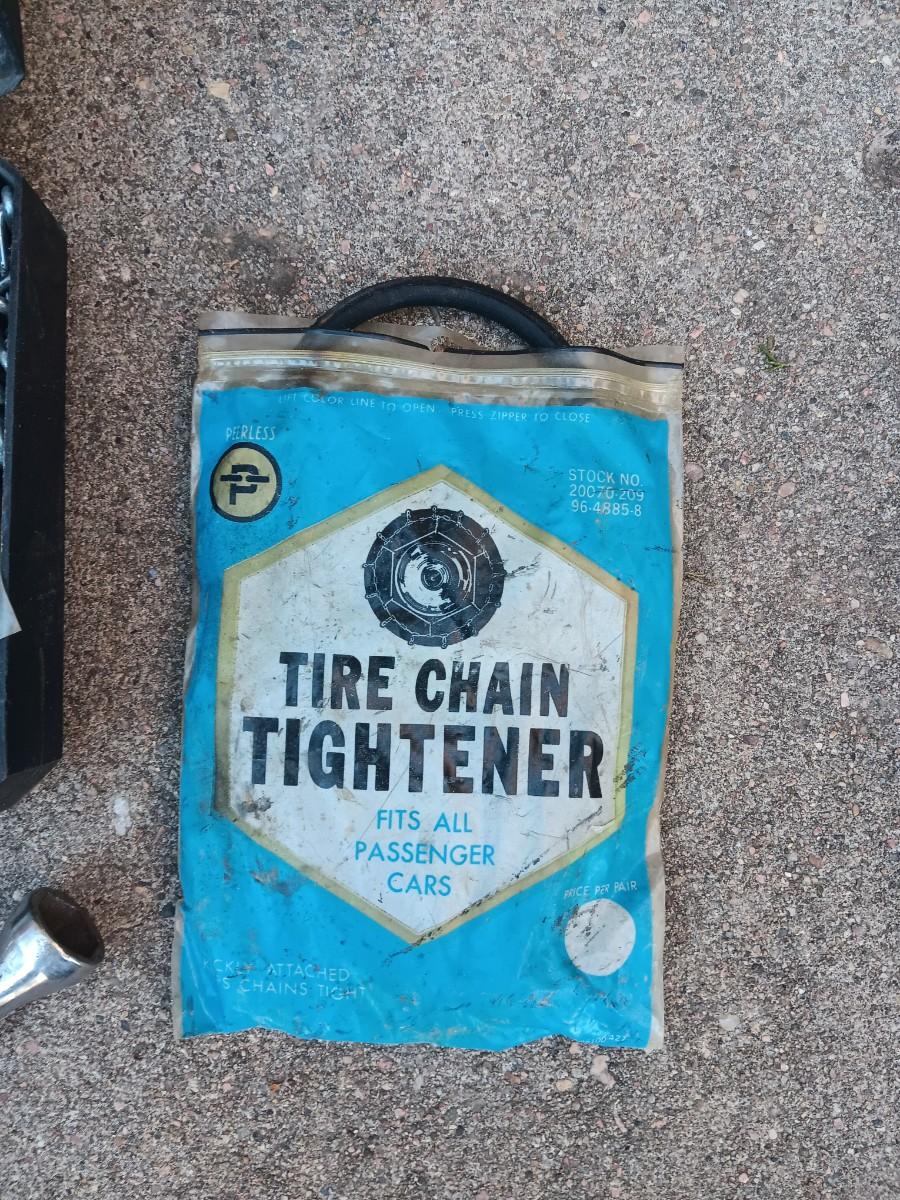 LIFT COLOR LINE TO OPEN PRESS ZIPPER TO CLOSE
PEERLESS
STOCK NO.
20070-209
96-4885-8
TIRE CHAIN
TIGHTENER
FITS ALL
PASSENGER
CARS
PRICE PER PAIR
ATTACHED
CHAINS TIGHT